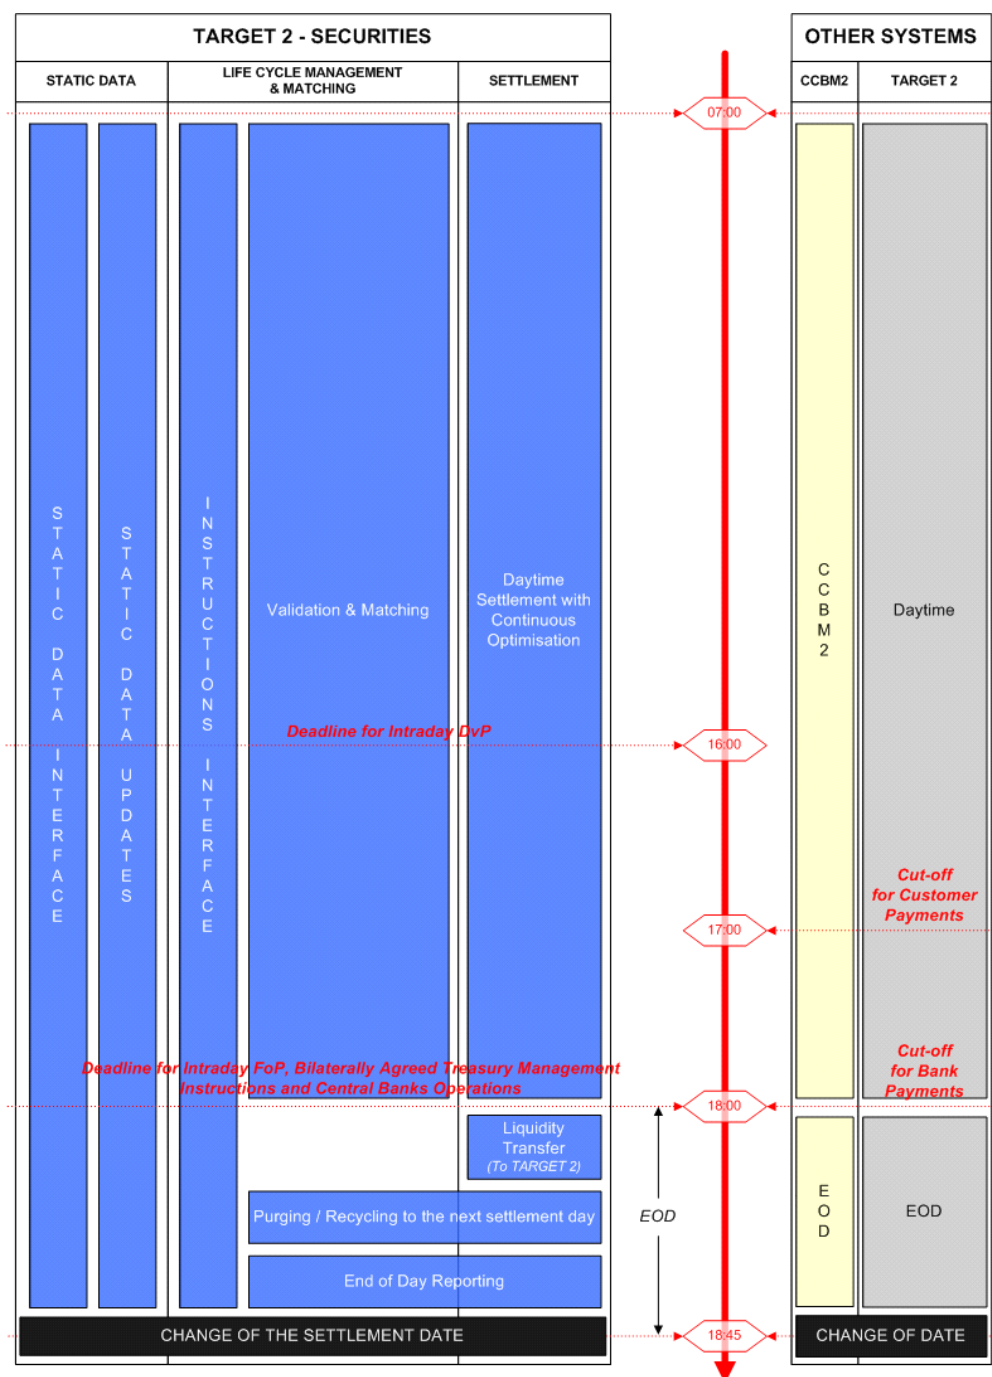 TARGET 2 - SECURITIES
OTHER SYSTEMS
STATIC DATA
LIFE CYCLE MANAGEMENT
& MATCHING
SETTLEMENT
CCBM2
TARGET 2
07:00
STATIC DATA INTERFACE
STATIC DATA UPDATES
INSTRUCTIONS INTERFACE
Validation & Matching
Daytime
Settlement with
Continuous
Optimisation
CCBM2
Daytime
Deadline for Intraday DvP
16:00
Cut-off
for Customer
Payments
17:00
Deadline for Intraday FoP, Bilaterally Agreed Treasury Management
Instructions and Central Banks Operations
Cut-off
for Bank
Payments
18:00
Liquidity
Transfer
(To TARGET 2)
Purging / Recycling to the next settlement day
EOD
EOD
EOD
End of Day Reporting
CHANGE OF THE SETTLEMENT DATE
18:45
CHANGE OF DATE